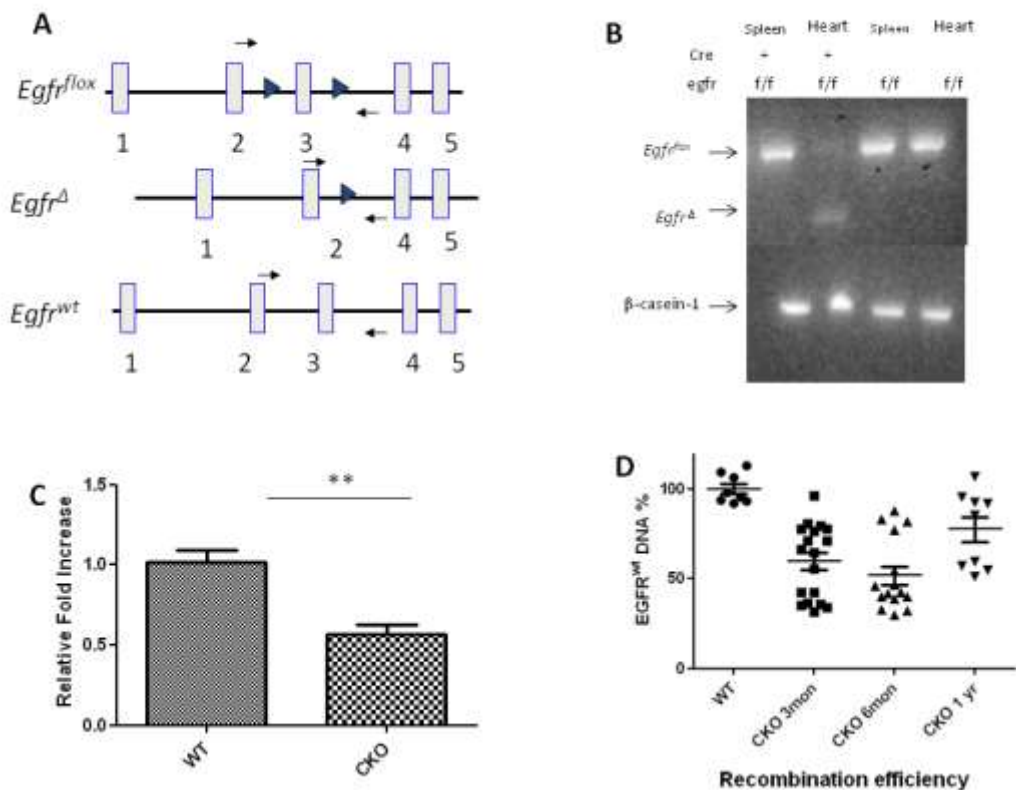 A
Egfr^flox
1 2 3 4 5
Egfr^Δ
1 2 4 5
Egfr^wt
1 2 3 4 5
B
Spleen Heart Spleen Heart
Cre + +
egfr f/f f/f f/f f/f
Egfr^flox
Egfr^Δ
β-casein-1
C
Relative Fold Increase
1.5
1.0
0.5
0.0
**
WT CKO
D
EGFR^wt DNA %
100
50
0
WT CKO 3mon CKO 6mon CKO 1 yr
Recombination efficiency